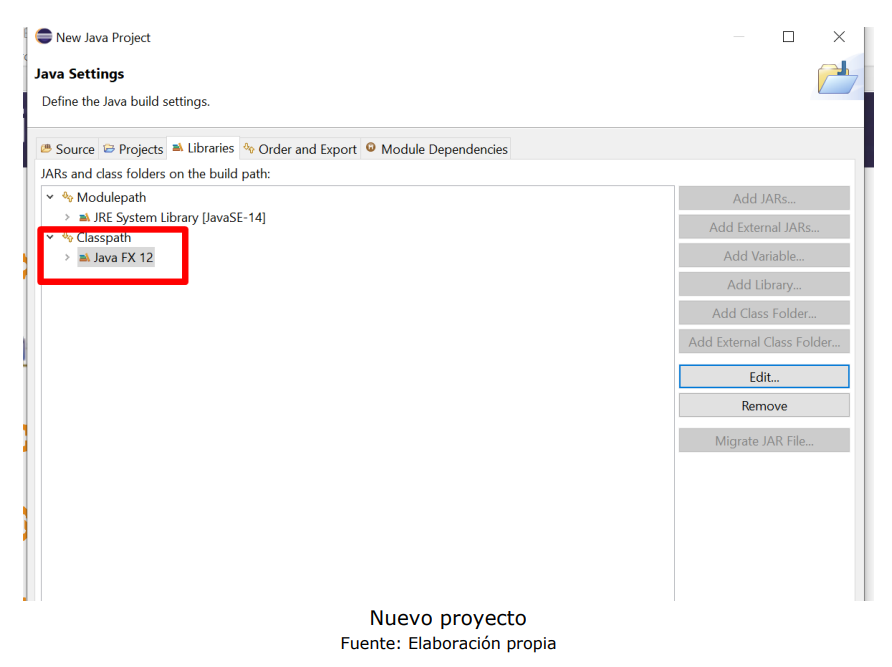 New Java Project
Java Settings
Define the Java build settings.
Source Projects Libraries Order and Export Module Dependencies
JARs and class folders on the build path:
Modulepath
JRE System Library [JavaSE-14]
Classpath
Java FX 12
Add JARs...
Add External JARs...
Add Variable...
Add Library...
Add Class Folder...
Add External Class Folder...
Edit...
Remove
Migrate JAR File...
Nuevo proyecto
Fuente: Elaboración propia